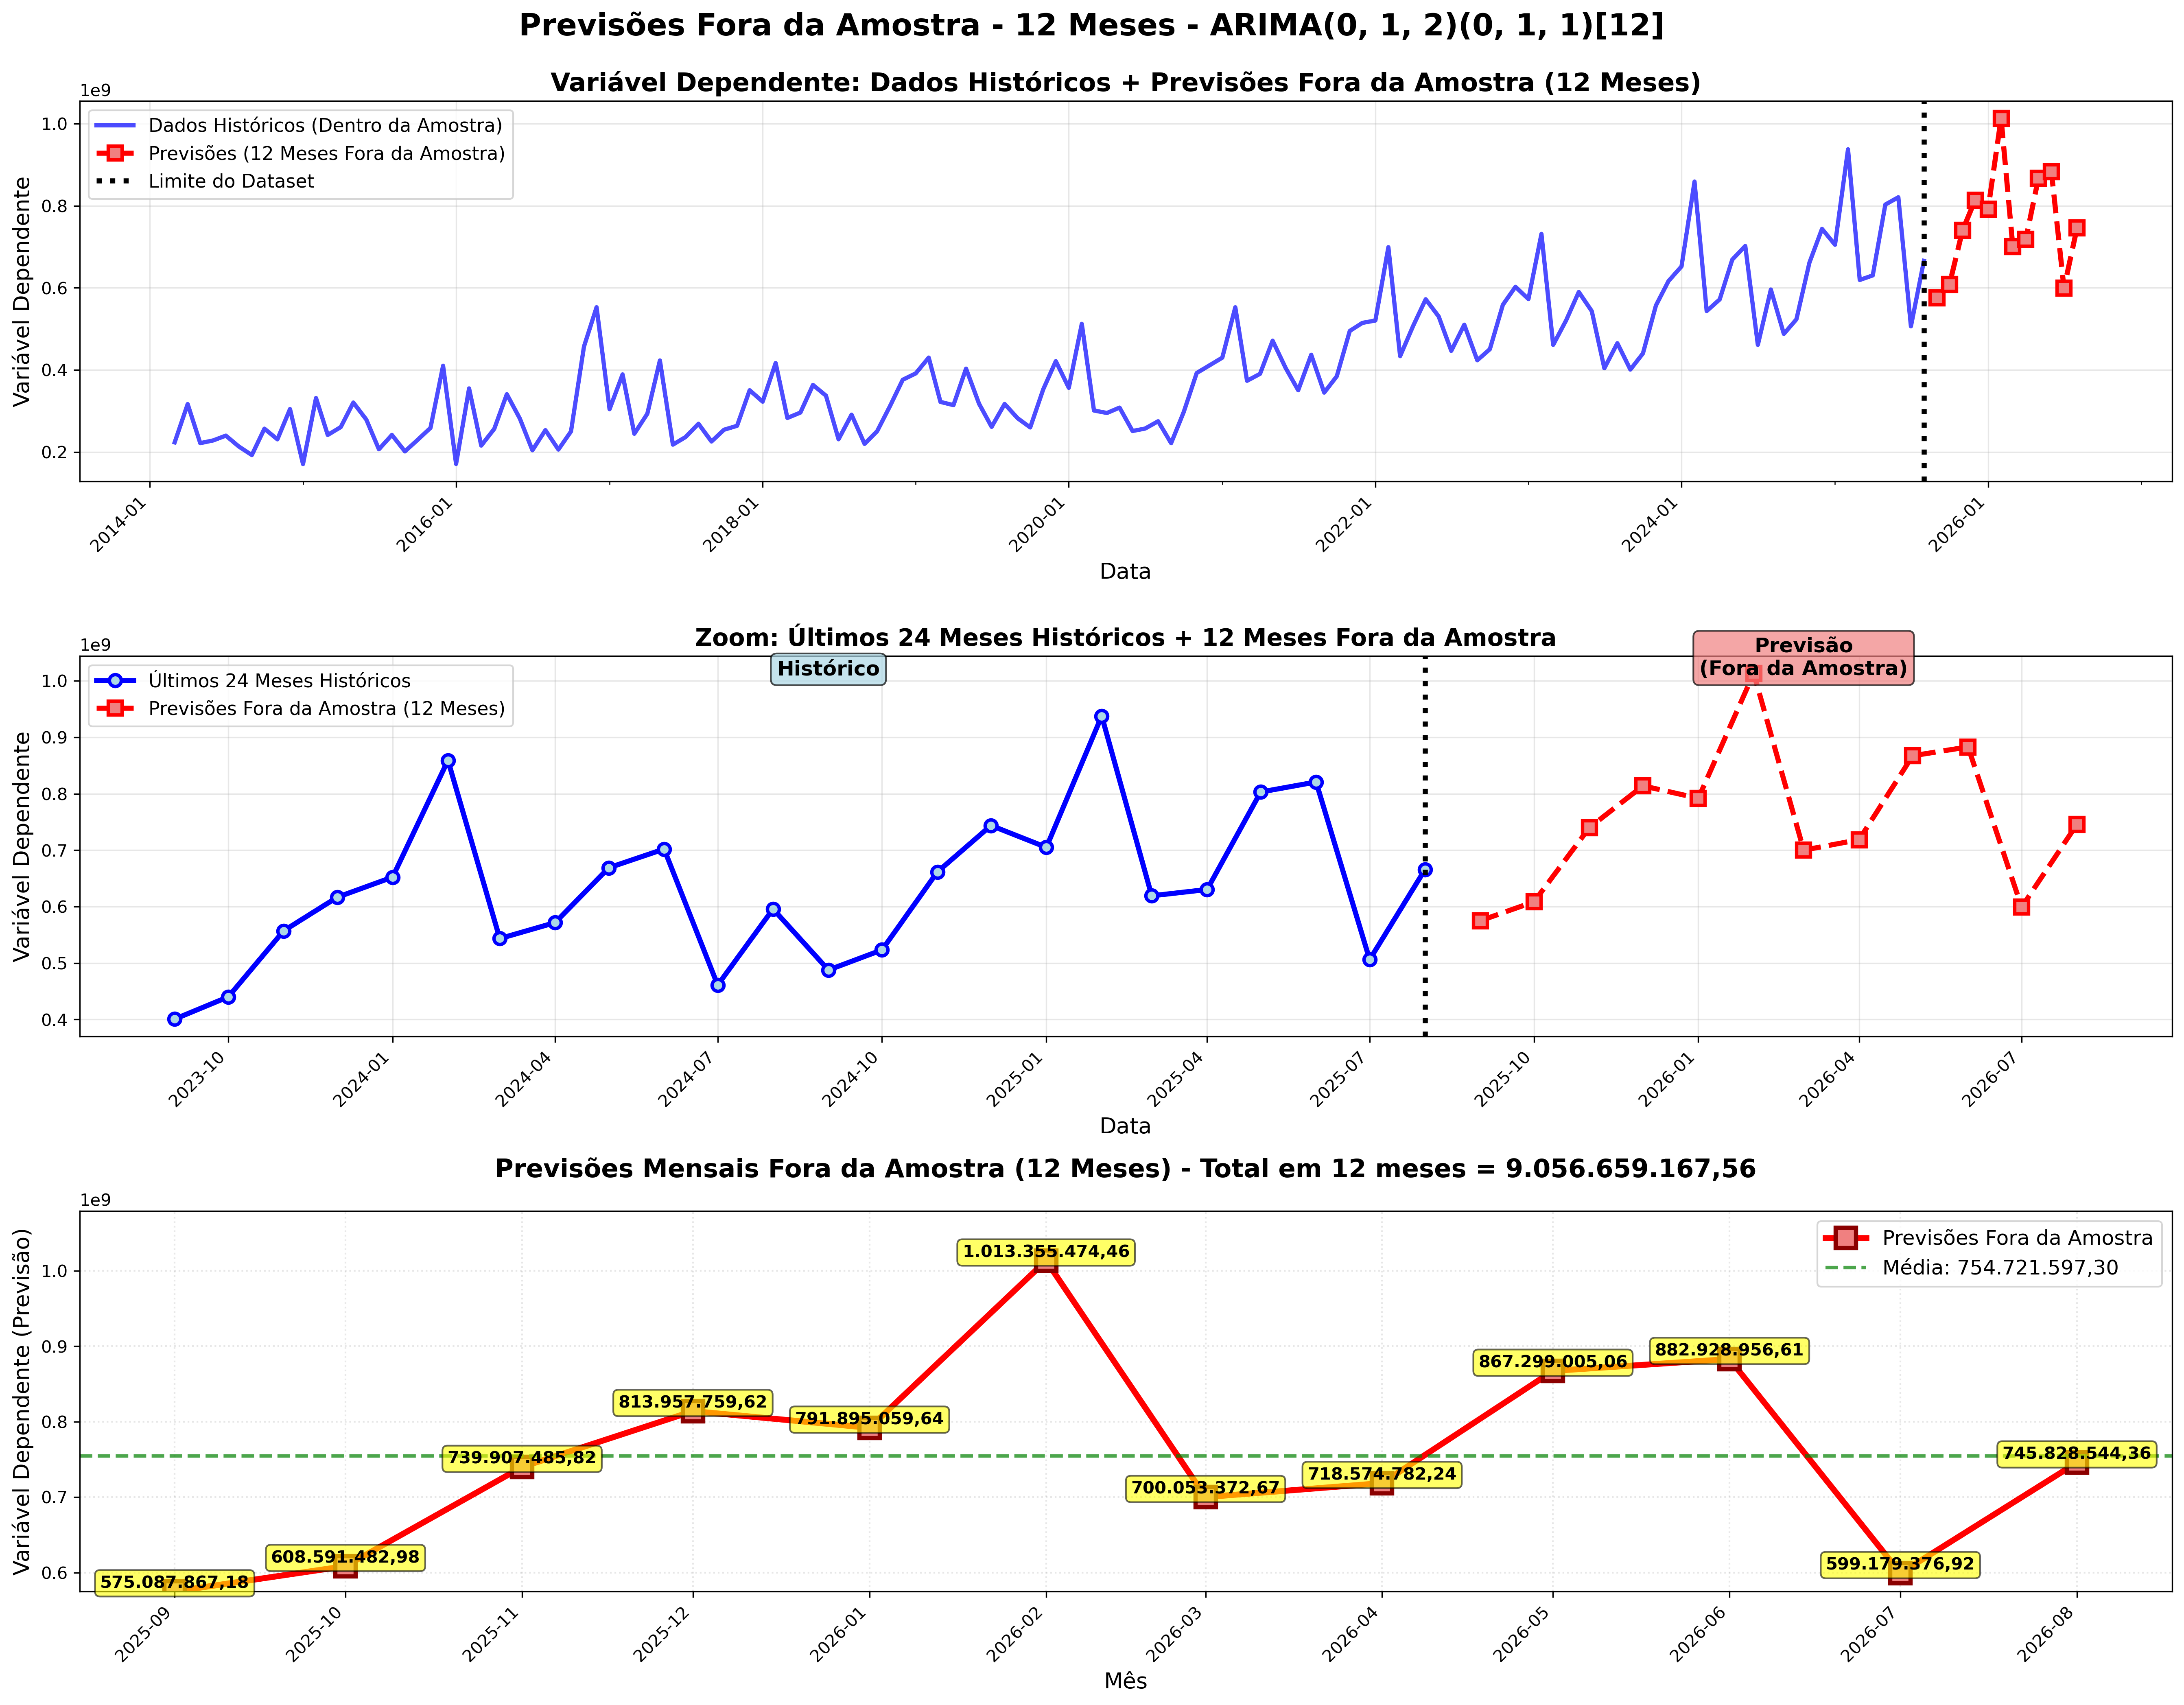 Previsões Fora da Amostra - 12 Meses - ARIMA(0, 1, 2)(0, 1, 1)[12]
Variável Dependente: Dados Históricos + Previsões Fora da Amostra (12 Meses)
1e9
Dados Históricos (Dentro da Amostra)
Previsões (12 Meses Fora da Amostra)
Limite do Dataset
Variável Dependente
1.0
0.8
0.6
0.4
0.2
2014-01
2016-01
2018-01
2020-01
2022-01
2024-01
2026-01
Data
Zoom: Últimos 24 Meses Históricos + 12 Meses Fora da Amostra
1e9
Últimos 24 Meses Históricos
Previsões Fora da Amostra (12 Meses)
Histórico
Previsão
(Fora da Amostra)
Variável Dependente
1.0
0.9
0.8
0.7
0.6
0.5
0.4
2023-10
2024-01
2024-04
2024-07
2024-10
2025-01
2025-04
2025-07
2025-10
2026-01
2026-04
2026-07
Data
Previsões Mensais Fora da Amostra (12 Meses) - Total em 12 meses = 9.056.659.167,56
1e9
Previsões Fora da Amostra
Média: 754.721.597,30
Variável Dependente (Previsão)
1.0
0.9
0.8
0.7
0.6
575.087.867,18
608.591.482,98
739.907.485,82
813.957.759,62
791.895.059,64
1.013.355.474,46
700.053.372,67
718.574.782,24
867.299.005,06
882.928.956,61
599.179.376,92
745.828.544,36
2025-09
2025-10
2025-11
2025-12
2026-01
2026-02
2026-03
2026-04
2026-05
2026-06
2026-07
2026-08
Mês